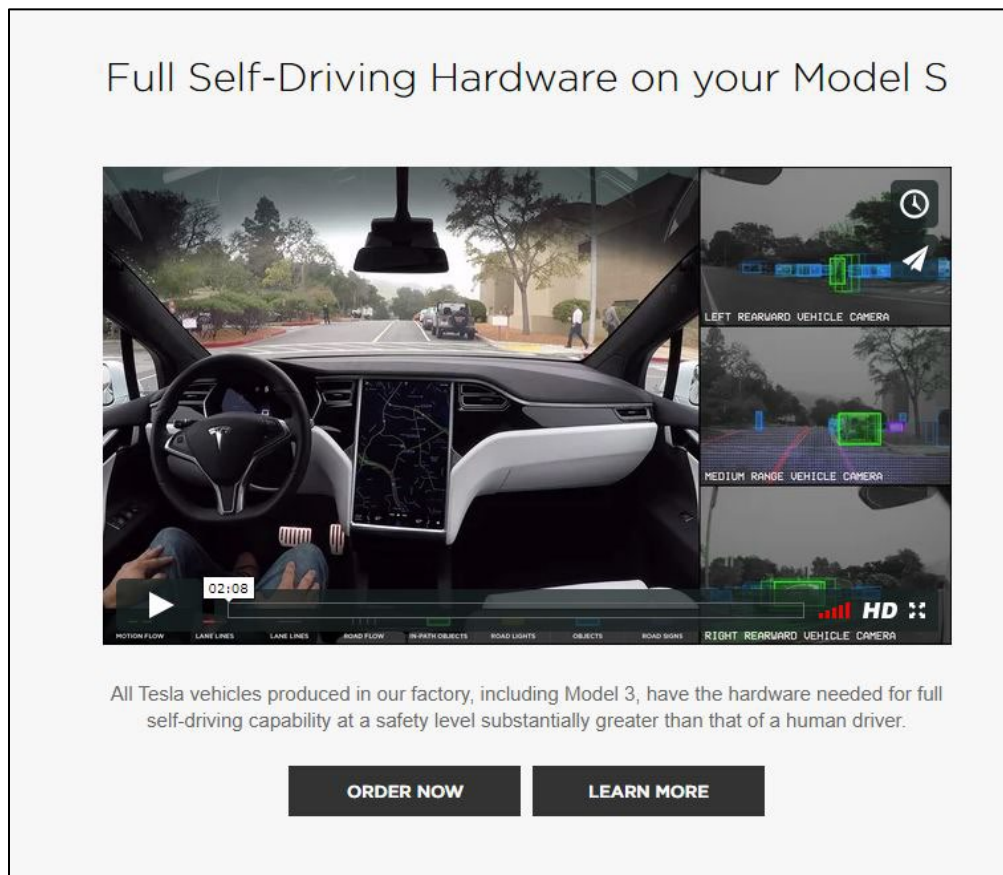 Full Self-Driving Hardware on your Model S
LEFT REARWARD VEHICLE CAMERA
MEDIUM RANGE VEHICLE CAMERA
RIGHT REARWARD VEHICLE CAMERA
02:08
HD
MOTION FLOW
LANE LINES
LANE LINES
ROAD FLOW
IN-PATH OBJECTS
ROAD LIGHTS
OBJECTS
ROAD SIGNS
All Tesla vehicles produced in our factory, including Model 3, have the hardware needed for full
self-driving capability at a safety level substantially greater than that of a human driver.
ORDER NOW
LEARN MORE